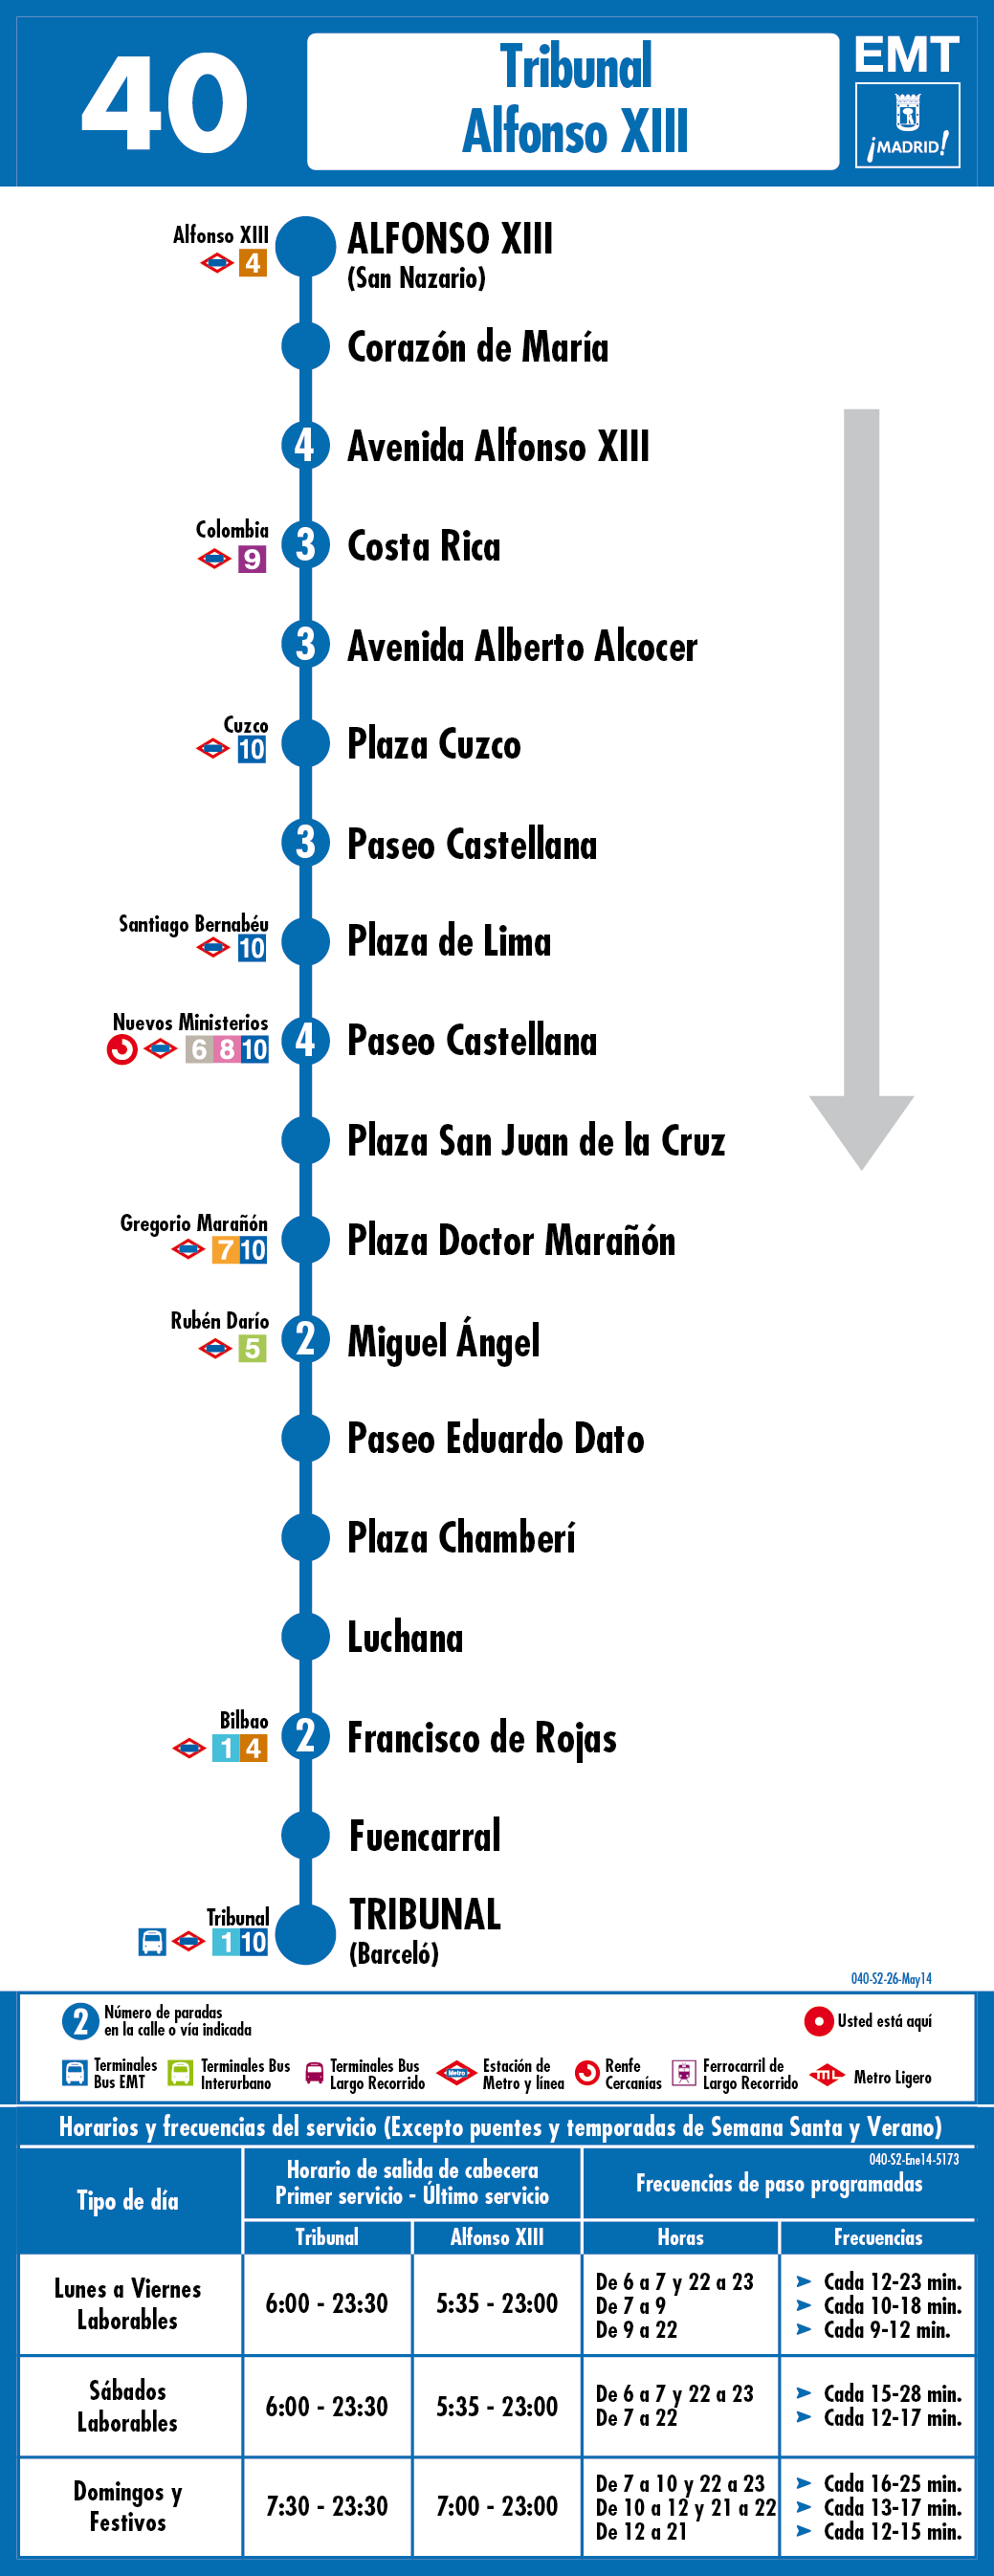 40
Tribunal
Alfonso XIII
EMT
¡MADRID!
Alfonso XIII
4
ALFONSO XIII
(San Nazario)
Corazón de María
4
Avenida Alfonso XIII
Colombia
9
3
Costa Rica
3
Avenida Alberto Alcocer
Cuzco
10
Plaza Cuzco
3
Paseo Castellana
Santiago Bernabéu
10
Plaza de Lima
Nuevos Ministerios
6 8 10
4
Paseo Castellana
Plaza San Juan de la Cruz
Gregorio Marañón
7 10
Plaza Doctor Marañón
Rubén Darío
5
2
Miguel Ángel
Paseo Eduardo Dato
Plaza Chamberí
Luchana
Bilbao
1 4
2
Francisco de Rojas
Fuencarral
Tribunal
1 10
TRIBUNAL
(Barceló)
040-S2-26-May14
2
Número de paradas
en la calle o vía indicada
Usted está aquí
Terminales
Bus EMT
Terminales Bus
Interurbano
Terminales Bus
Largo Recorrido
Metro
Estación de
Metro y línea
Renfe
Cercanías
Ferrocarril de
Largo Recorrido
mL
Metro Ligero
Horarios y frecuencias del servicio (Excepto puentes y temporadas de Semana Santa y Verano)
040-S2-Ene14-5173
Tipo de día
Horario de salida de cabecera
Primer servicio - Último servicio
Frecuencias de paso programadas
Tribunal
Alfonso XIII
Horas
Frecuencias
Lunes a Viernes
Laborables
6:00 - 23:30
5:35 - 23:00
De 6 a 7 y 22 a 23 ➤ Cada 12-23 min.
De 7 a 9 ➤ Cada 10-18 min.
De 9 a 22 ➤ Cada 9-12 min.
Sábados
Laborables
6:00 - 23:30
5:35 - 23:00
De 6 a 7 y 22 a 23 ➤ Cada 15-28 min.
De 7 a 22 ➤ Cada 12-17 min.
Domingos y
Festivos
7:30 - 23:30
7:00 - 23:00
De 7 a 10 y 22 a 23 ➤ Cada 16-25 min.
De 10 a 12 y 21 a 22 ➤ Cada 13-17 min.
De 12 a 21 ➤ Cada 12-15 min.